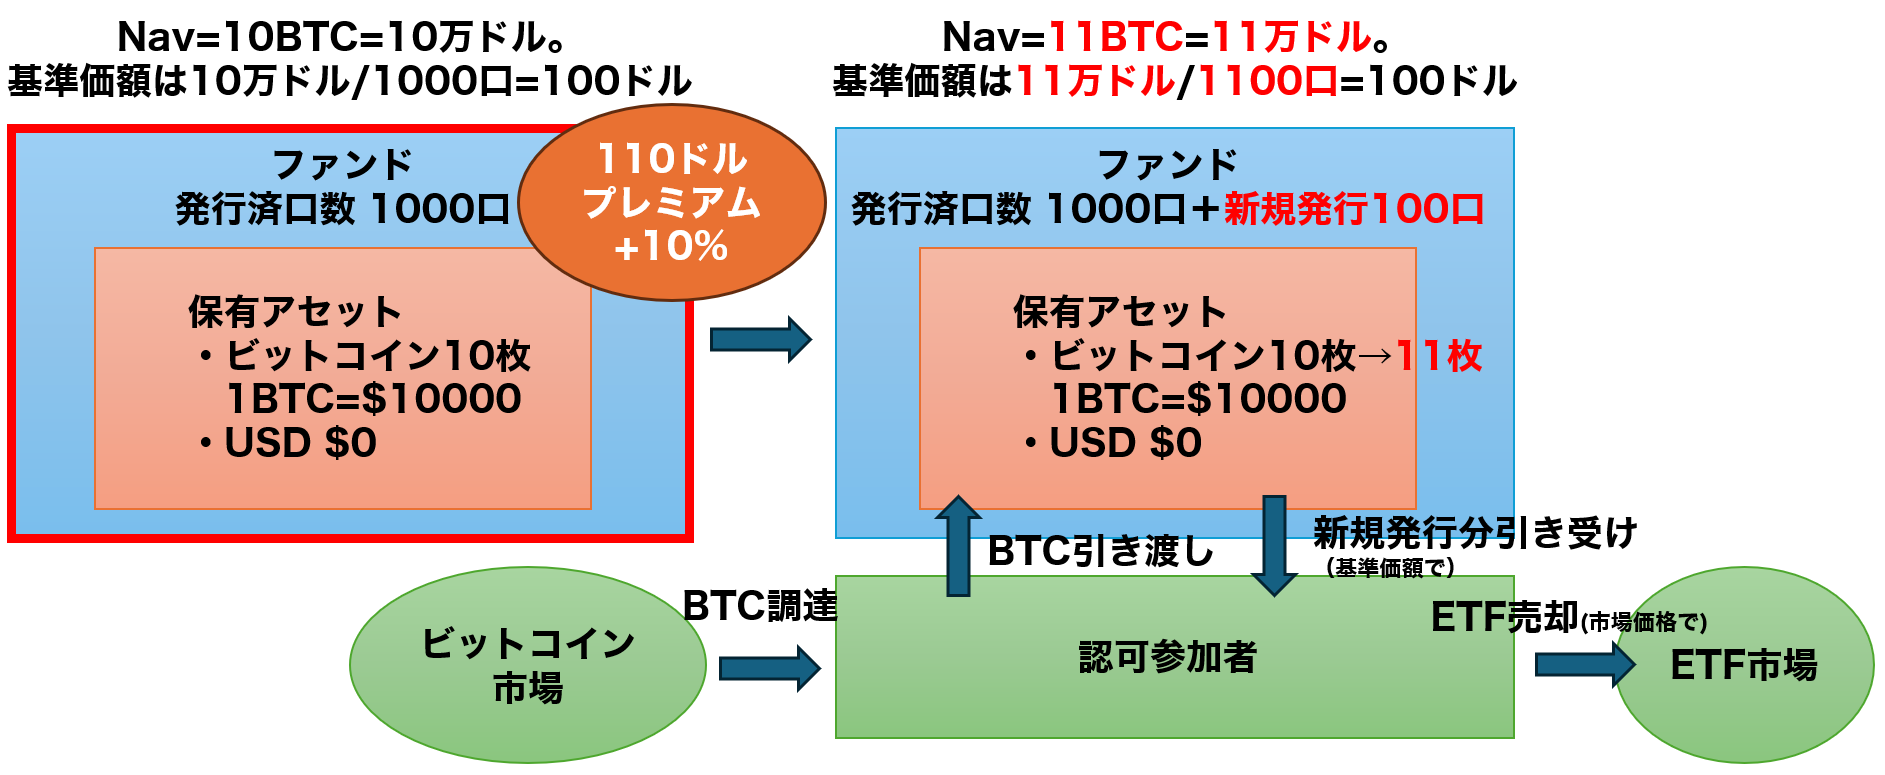 Nav=10BTC=10万ドル。
基準価額は10万ドル/1000口=100ドル
ファンド
発行済口数 1000口
110ドル
プレミアム
+10%
保有アセット
・ビットコイン10枚
1BTC=$10000
・USD $0
Nav=11BTC=11万ドル。
基準価額は11万ドル/1100口=100ドル
ファンド
発行済口数 1000口+新規発行100口
保有アセット
・ビットコイン10枚→11枚
1BTC=$10000
・USD $0
BTC引き渡し
新規発行分引き受け
（基準価額で）
ビットコイン
市場
BTC調達
認可参加者
ETF売却(市場価格で)
ETF市場